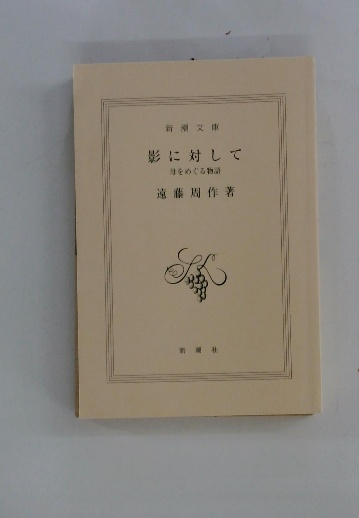 新潮文庫
影に対して
母をめぐる物語
遠藤周作著
新潮社